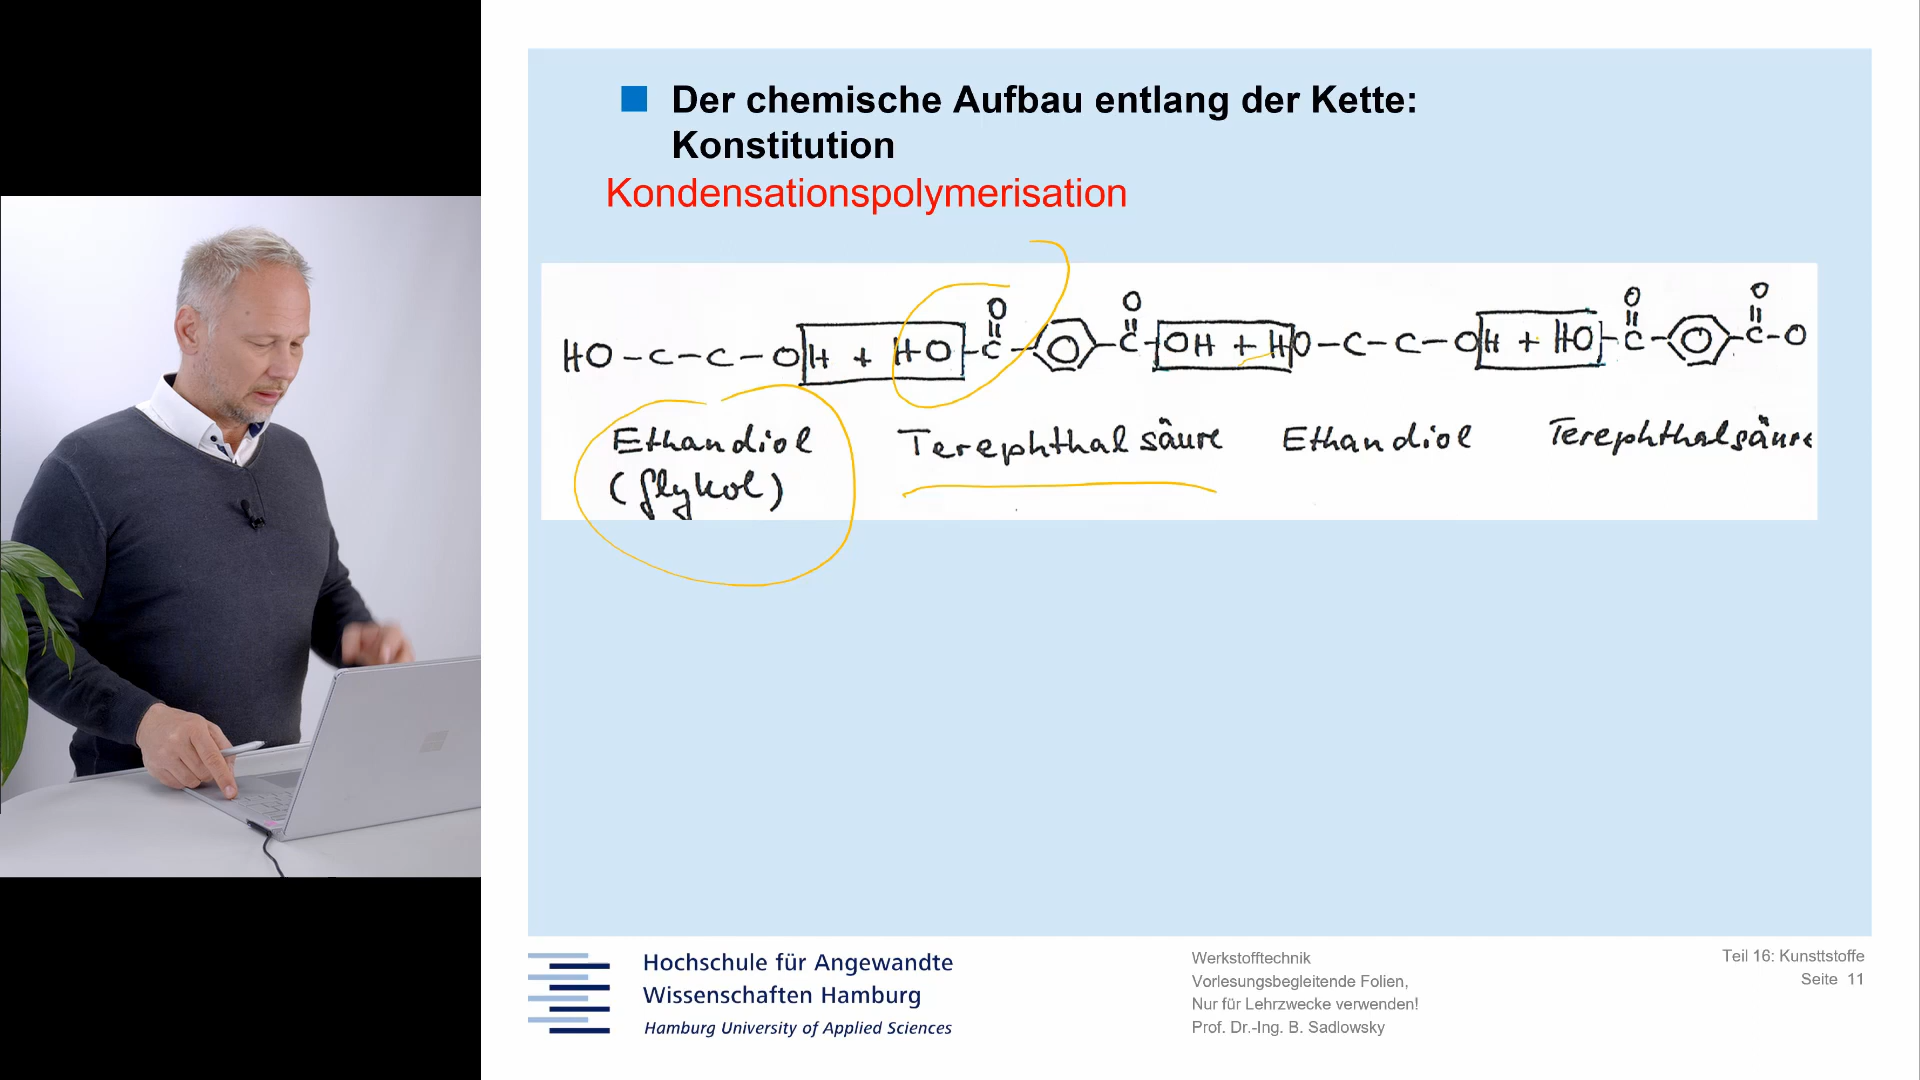 Der chemische Aufbau entlang der Kette:
Konstitution
Kondensationspolymerisation
O O O O
HO-C-C-OH + HO-C- -C-OH + HO-C-C-OH + HO-C- -C-O
Ethandiol Terephthalsäure Ethandiol Terephthalsäure
(Glykol)
Hochschule für Angewandte
Wissenschaften Hamburg
Hamburg University of Applied Sciences
Werkstofftechnik
Vorlesungsbegleitende Folien,
Nur für Lehrzwecke verwenden!
Prof. Dr.-Ing. B. Sadlowsky
Teil 16: Kunsttstoffe
Seite 11